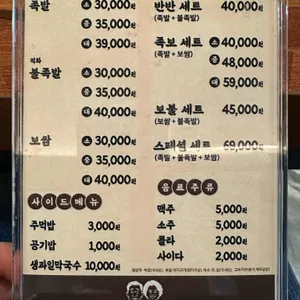 족발 소 30,000원
중 35,000원
대 39,000원
직화
불족발 소 30,000원
중 35,000원
대 40,000원
보쌈 소 30,000원
중 35,000원
대 40,000원
사이드메뉴
주먹밥 3,000원
공기밥 1,000원
생과일막국수 10,000원
반반 세트 40,000원
(족발 + 불족발)
족보 세트 소 40,000원
(족발 + 보쌈) 중 48,000원
대 59,000원
보불 세트 45,000원
(보쌈 + 불족발)
스페셜 세트 69,000원
(족발 + 불족발 + 보쌈)
음료주류
맥주 5,000원
소주 5,000원
콜라 2,000원
사이다 2,000원